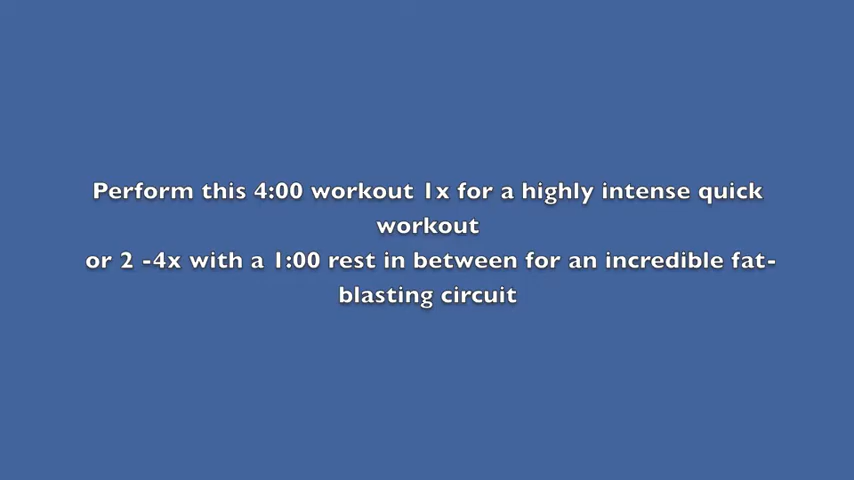 Perform this 4:00 workout 1x for a highly intense quick
workout
or 2 -4x with a 1:00 rest in between for an incredible fat-
blasting circuit